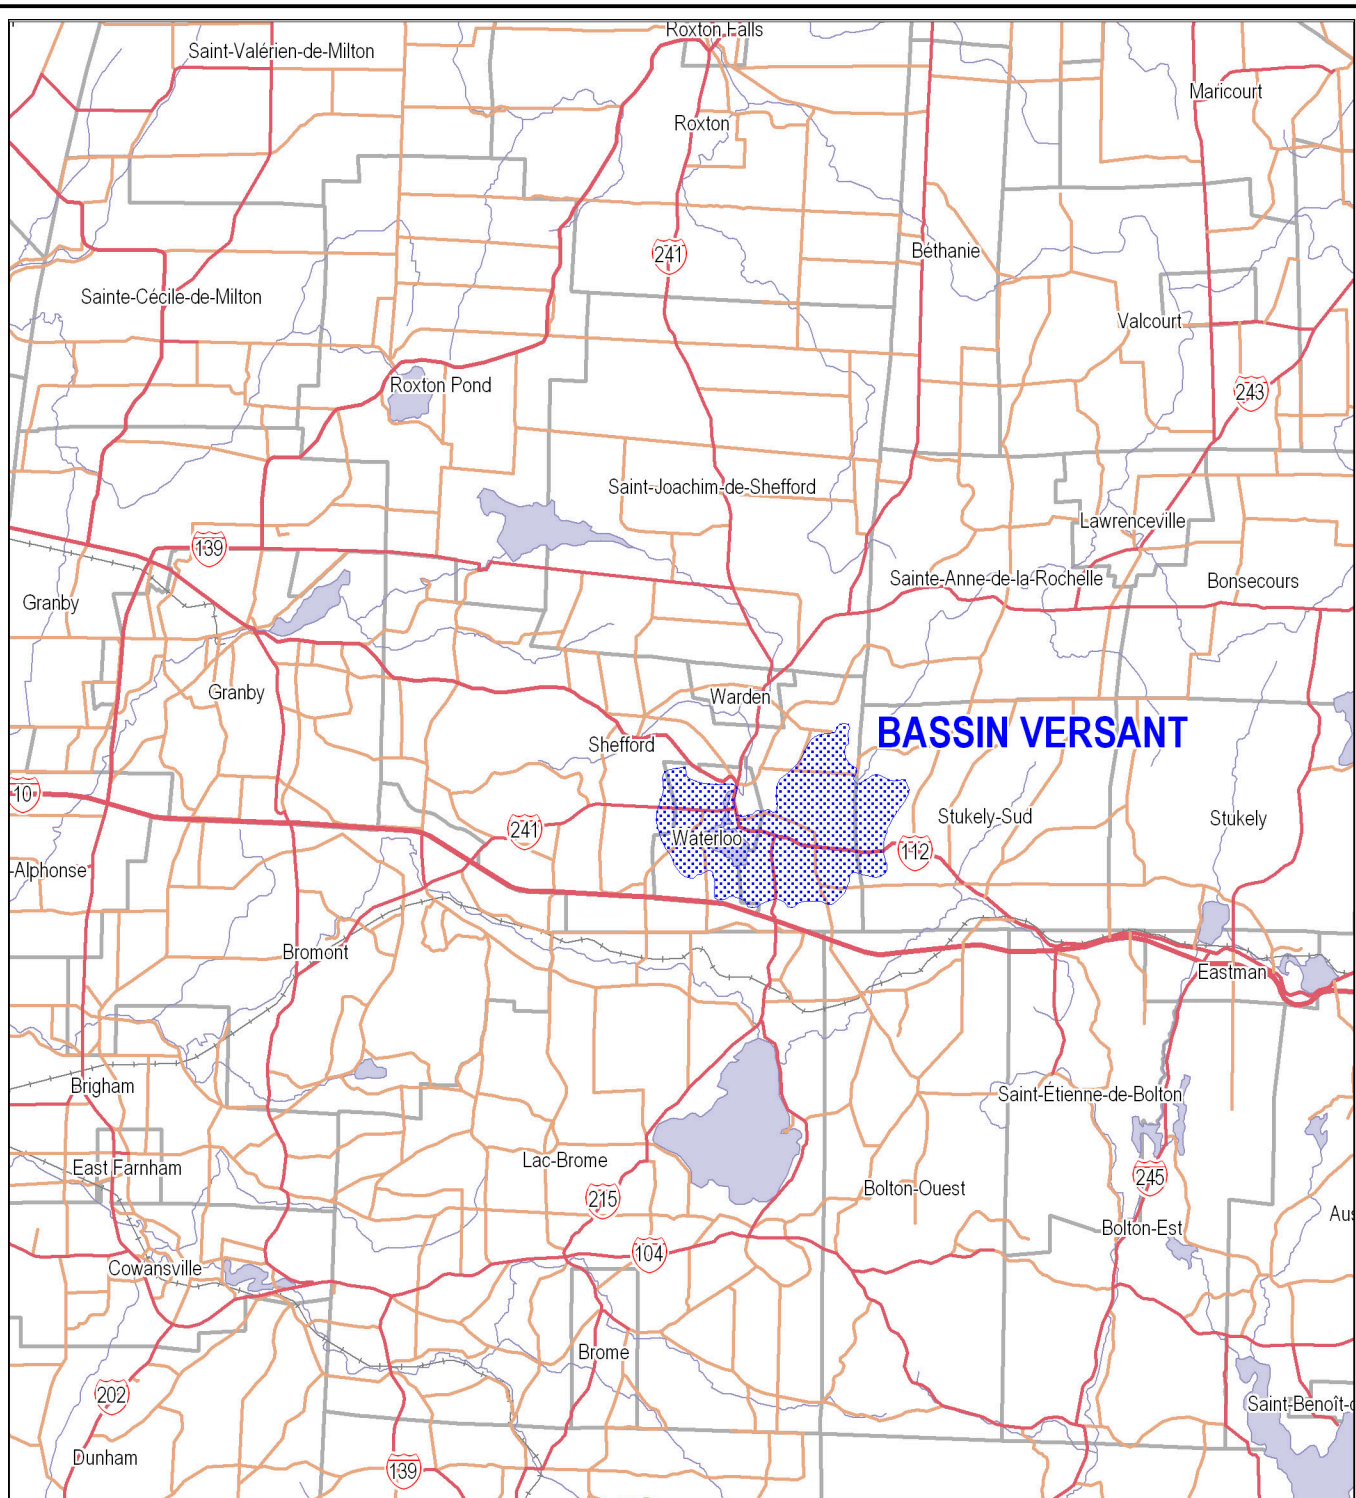 Roxton Falls
Saint-Valérien-de-Milton
Maricourt
Roxton
241
Béthanie
Sainte-Cécile-de-Milton
Valcourt
Roxton Pond
243
Saint-Joachim-de-Shefford
Lawrenceville
139
Sainte-Anne-de-la-Rochelle
Bonsecours
Granby
Granby
Warden
BASSIN VERSANT
Shefford
10
Stukely-Sud
Stukely
241
Waterloo
112
-Alphonse
Bromont
Eastman
Brigham
Saint-Étienne-de-Bolton
Lac-Brome
East Farnham
245
Bolton-Ouest
215
Aus
Bolton-Est
104
Cowansville
Brome
202
Saint-Benoît-d
Dunham
139